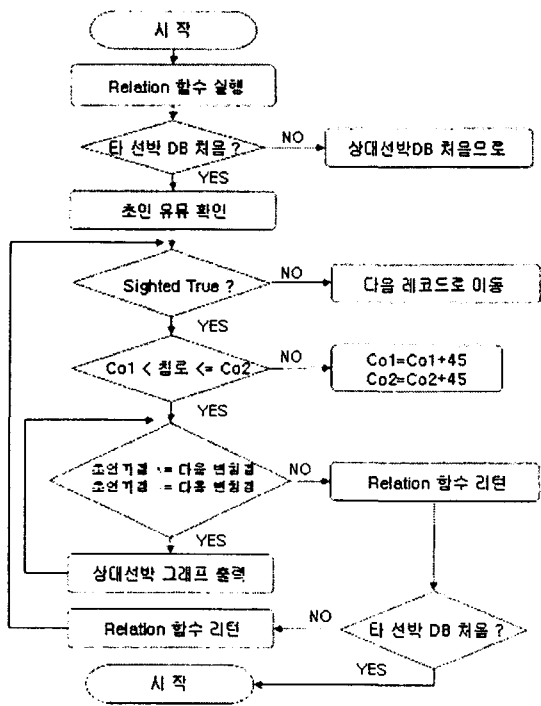 시 작
Relation 함수 실행
타 선박 DB 처음 ?
NO
상대선박DB 처음으로
YES
초인 유뮤 확인
Sighted True ?
NO
다음 레코드로 이동
YES
Co1 < 침로 <= Co2
NO
Co1=Co1+45
Co2=Co2+45
YES
= 다음
= 다음
NO
Relation 함수 리턴
YES
상대선박 그래프 출력
Relation 함수 리턴
NO
타 선박 DB 처음 ?
YES
시 작